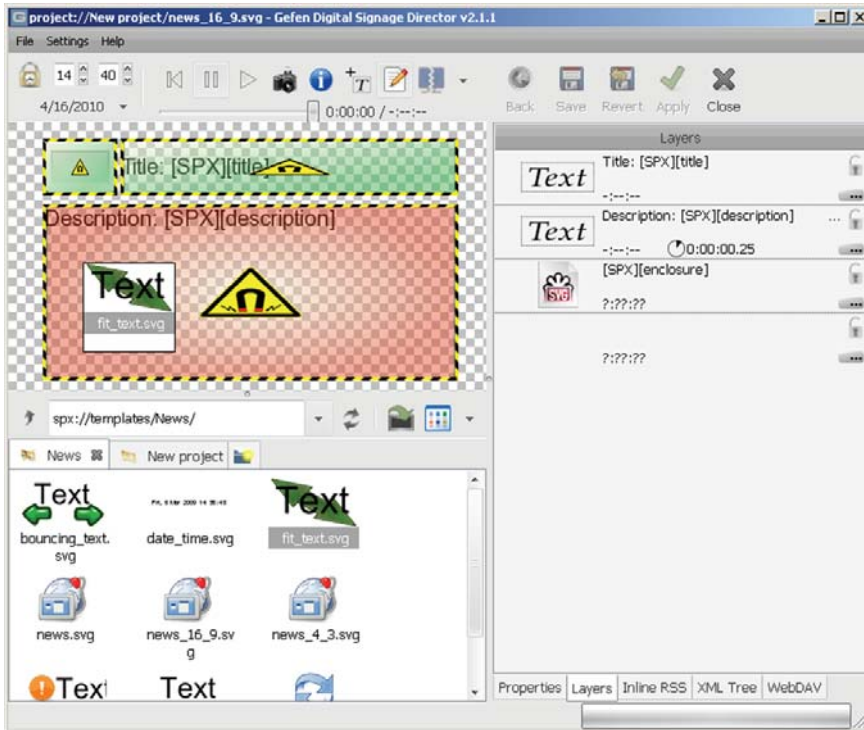 project://New project/news_16_9.svg - Gefen Digital Signage Director v2.1.1
File Settings Help
14 40
4/16/2010
0:00:00 / -:--:--
Back Save Revert Apply Close
Title: [SPX][title]
Description: [SPX][description]
Text
fit_text.svg
spx://templates/News/
News New project
Text
bouncing_text.
svg
date_time.svg
Text
fit_text.svg
news.svg
news_16_9.sv
g
news_4_3.svg
Text
Text
Layers
Text
Title: [SPX][title]
-:--:--
Text
Description: [SPX][description] ...
-:--:-- 0:00:00.25
SVG
[SPX][enclosure]
?:??:??
?:??:??
Properties Layers Inline RSS XML Tree WebDAV